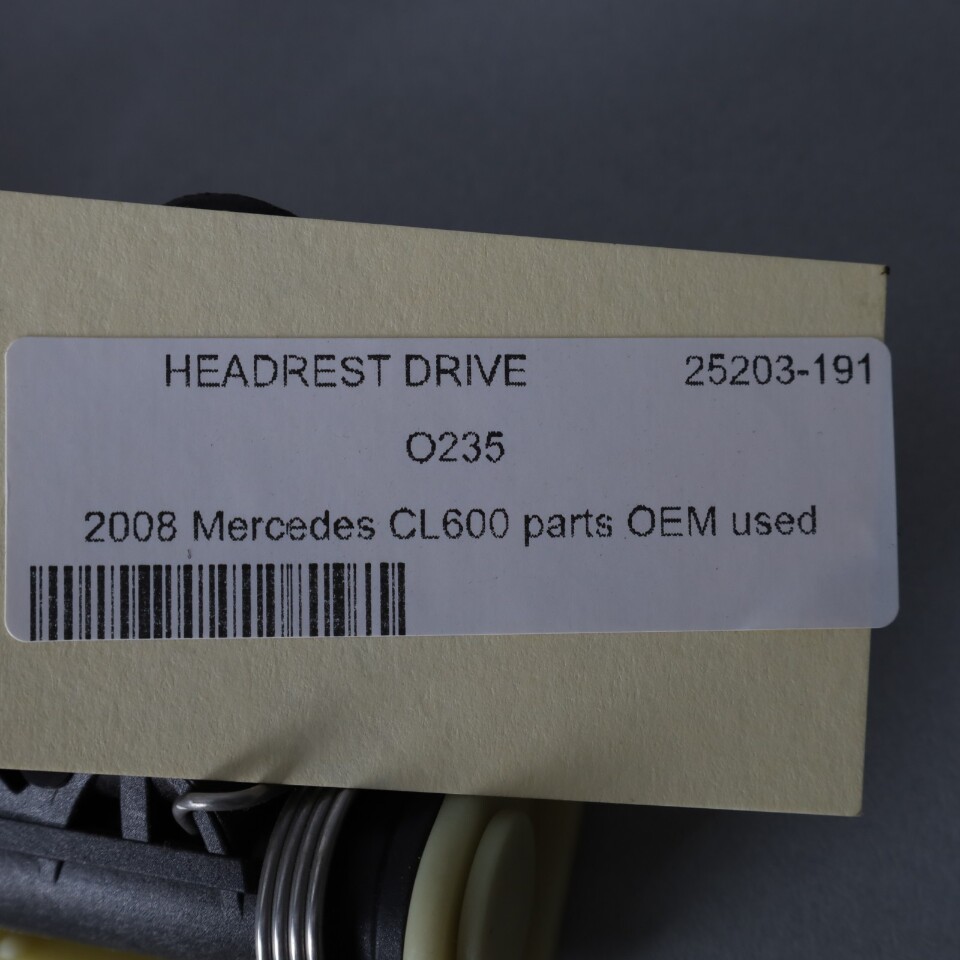 HEADREST DRIVE 25203-191
O235
2008 Mercedes CL600 parts OEM used